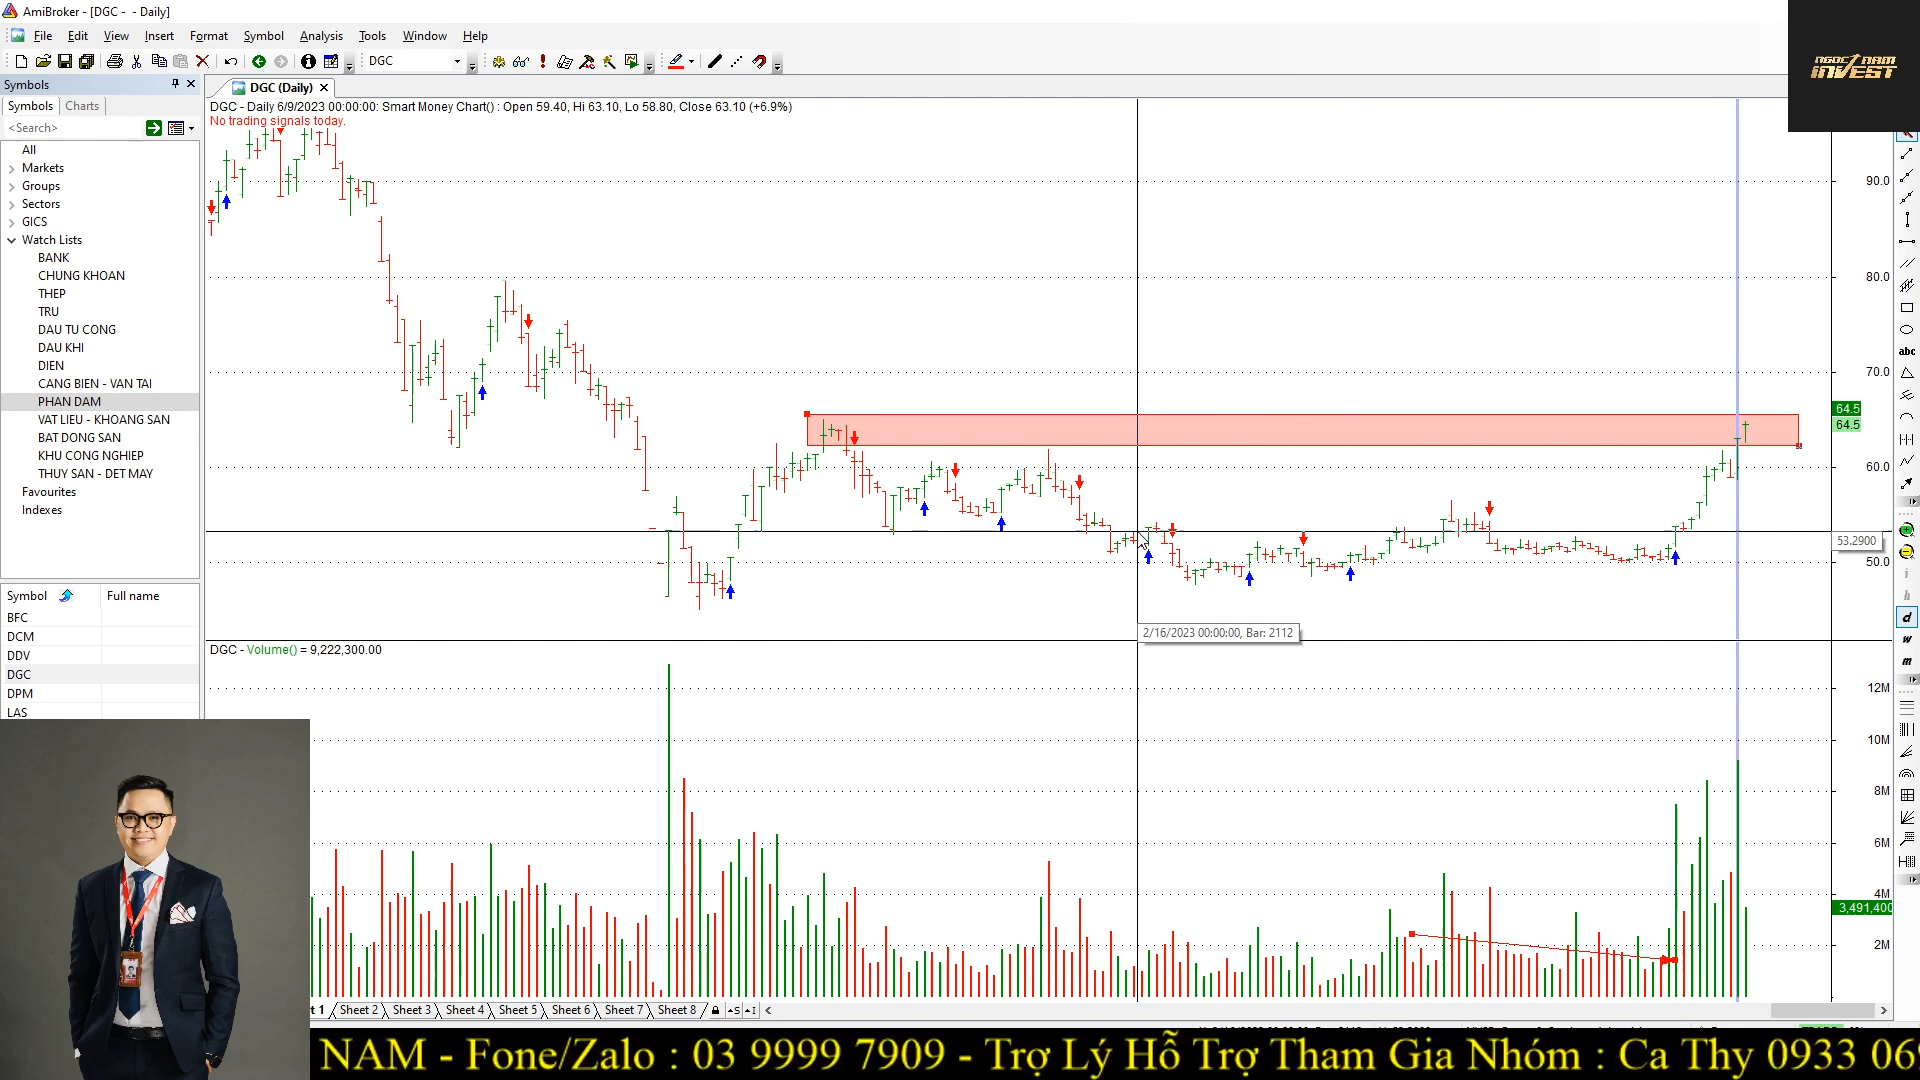 AmiBroker - [DGC -  - Daily]
File Edit View Insert Format Symbol Analysis Tools Window Help
DGC
NGOC NAM
INVEST
Symbols
DGC (Daily)
Symbols Charts
<Search>
DGC - Daily 6/9/2023 00:00:00: Smart Money Chart() : Open 59.40, Hi 63.10, Lo 58.80, Close 63.10 (+6.9%)
No trading signals today.
All
Markets
Groups
Sectors
GICS
Watch Lists
BANK
CHUNG KHOAN
THEP
TRU
DAU TU CONG
DAU KHI
DIEN
CANG BIEN - VAN TAI
PHAN DAM
VAT LIEU - KHOANG SAN
BAT DONG SAN
KHU CONG NGHIEP
THUY SAN - DET MAY
Favourites
Indexes
Symbol Full name
BFC
DCM
DDV
DGC
DPM
LAS
90.0
80.0
70.0
64.5
64.5
60.0
53.2900
50.0
2/16/2023 00:00:00, Bar: 2112
DGC - Volume() = 9,222,300.00
12M
10M
8M
6M
4M
3,491,400
2M
abc
d
w
m
t 1 Sheet 2 Sheet 3 Sheet 4 Sheet 5 Sheet 6 Sheet 7 Sheet 8
NAM - Fone/Zalo : 03 9999 7909 - Trợ Lý Hỗ Trợ Tham Gia Nhóm : Ca Thy 0933 06